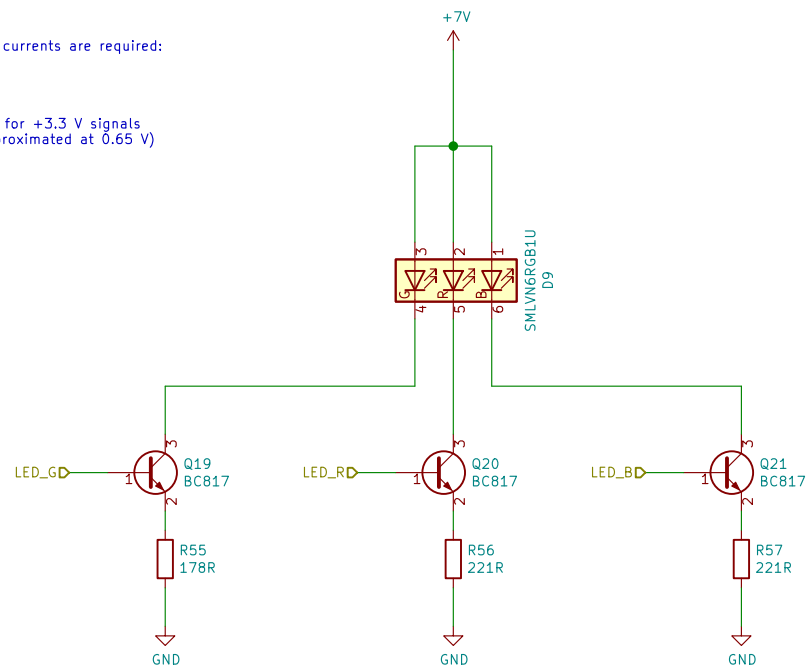 +7V
currents are required:
for +3.3 V signals
roximated at 0.65 V)
3
2
1
G
R
B
4
5
6
SMLVN6RGB1U
D9
LED_G
1
3
2
Q19
BC817
LED_R
1
3
2
Q20
BC817
LED_B
1
3
2
Q21
BC817
R55
178R
R56
221R
R57
221R
GND
GND
GND